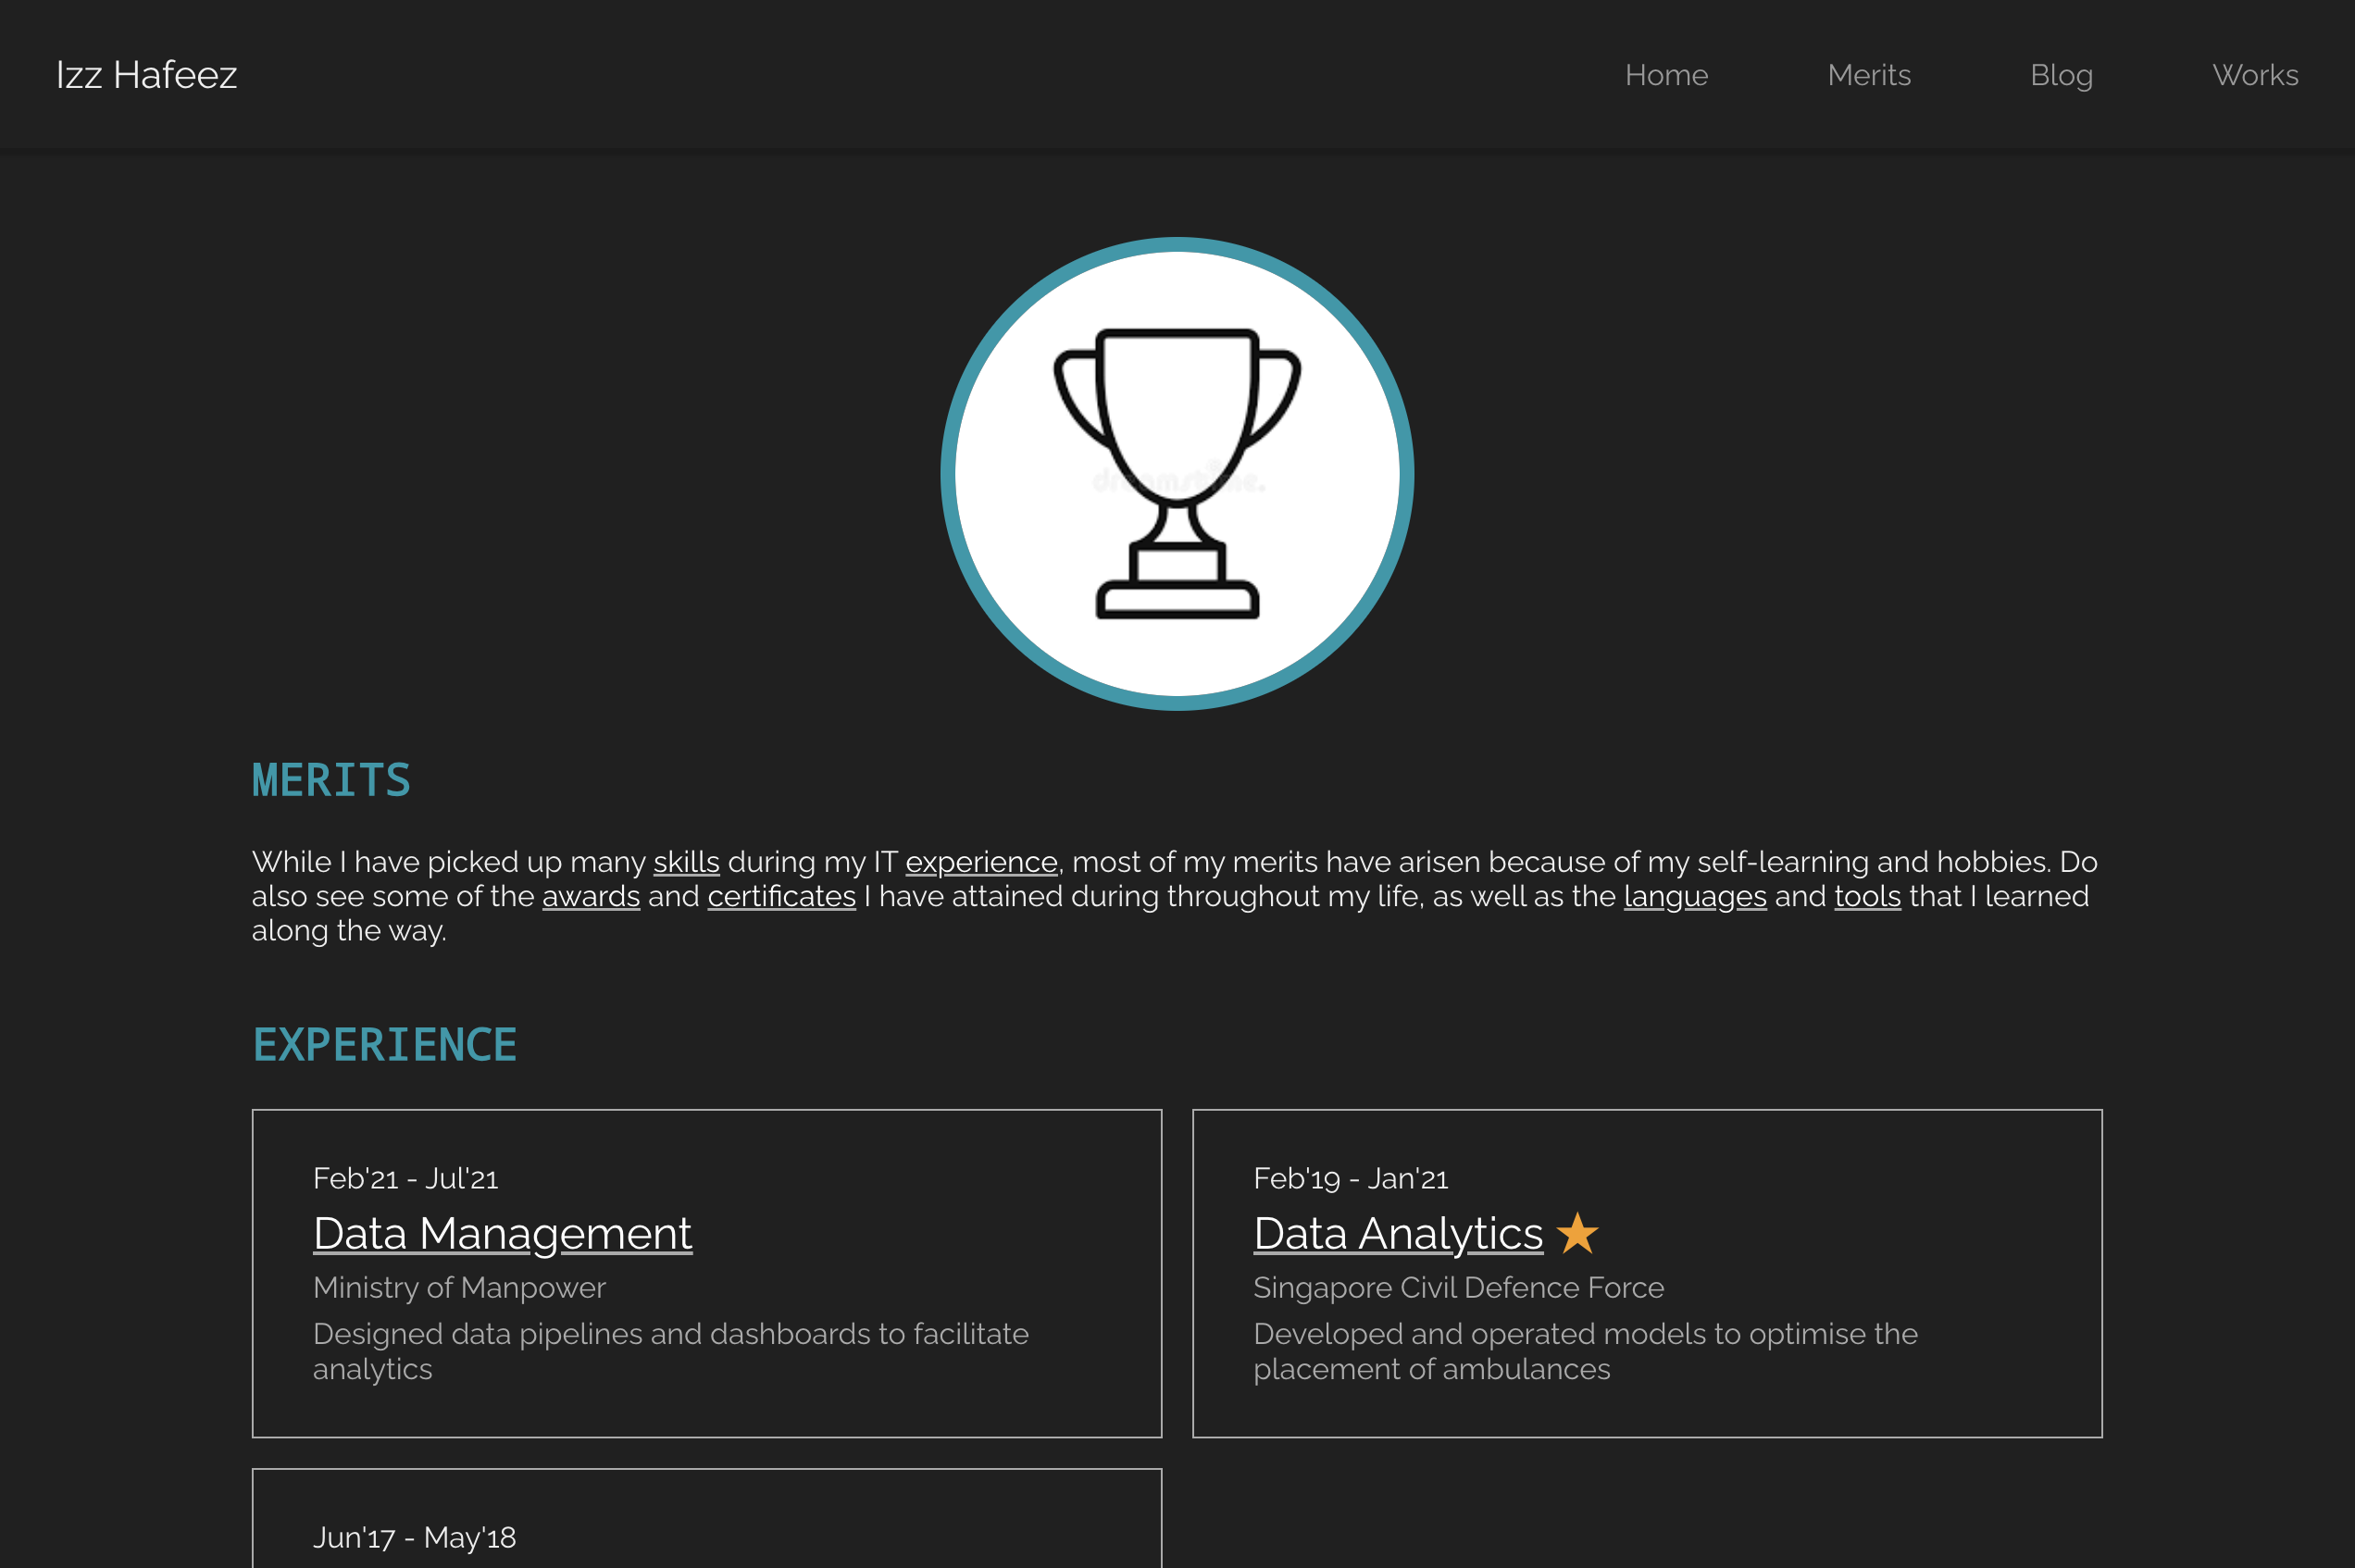 Izz Hafeez
Home
Merits
Blog
Works
dreamstime.
MERITS
While I have picked up many skills during my IT experience, most of my merits have arisen because of my self-learning and hobbies. Do
also see some of the awards and certificates I have attained during throughout my life, as well as the languages and tools that I learned
along the way.
EXPERIENCE
Feb'21 - Jul'21
Data Management
Ministry of Manpower
Designed data pipelines and dashboards to facilitate
analytics
Feb'19 - Jan'21
Data Analytics
Singapore Civil Defence Force
Developed and operated models to optimise the
placement of ambulances
Jun'17 - May'18